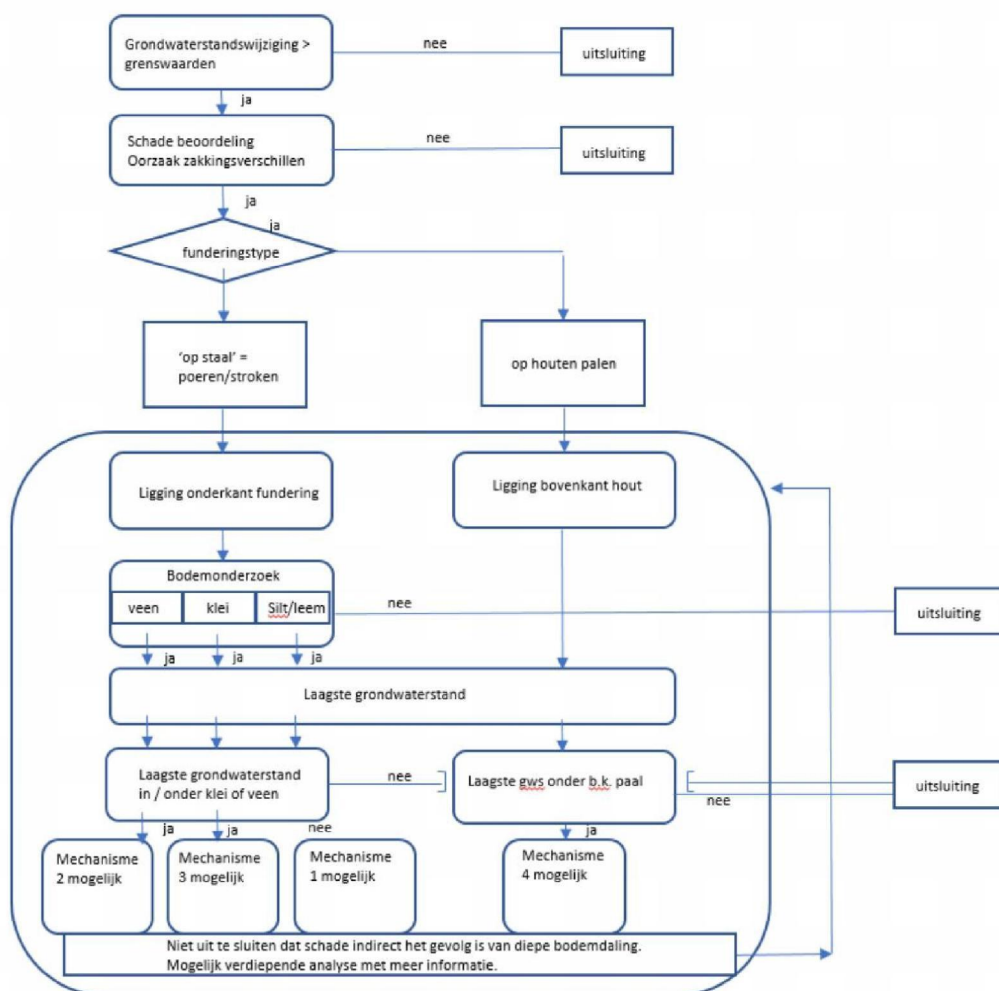 Grondwaterstandswijziging >
grenswaarden
nee
uitsluiting
ja
Schade beoordeling
Oorzaak zakkingsverschillen
nee
uitsluiting
ja
ja
funderingstype
'op staal' =
poeren/stroken
op houten palen
Ligging onderkant fundering
Ligging bovenkant hout
Bodemonderzoek
veen
klei
Silt/leem
nee
uitsluiting
ja
ja
ja
Laagste grondwaterstand
Laagste grondwaterstand
in / onder klei of veen
nee
Laagste gws onder b.k. paal
nee
uitsluiting
ja
ja
nee
ja
Mechanisme
2 mogelijk
Mechanisme
3 mogelijk
Mechanisme
1 mogelijk
Mechanisme
4 mogelijk
Niet uit te sluiten dat schade indirect het gevolg is van diepe bodemdaling.
Mogelijk verdiepende analyse met meer informatie.